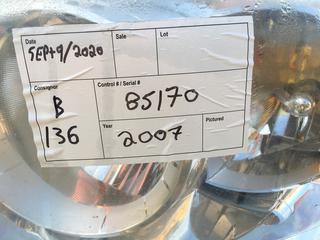 Date Sale Lot
SEPT 9/2020
Consignor Control # / Serial #
B 85170
136
Year Pictured
2007